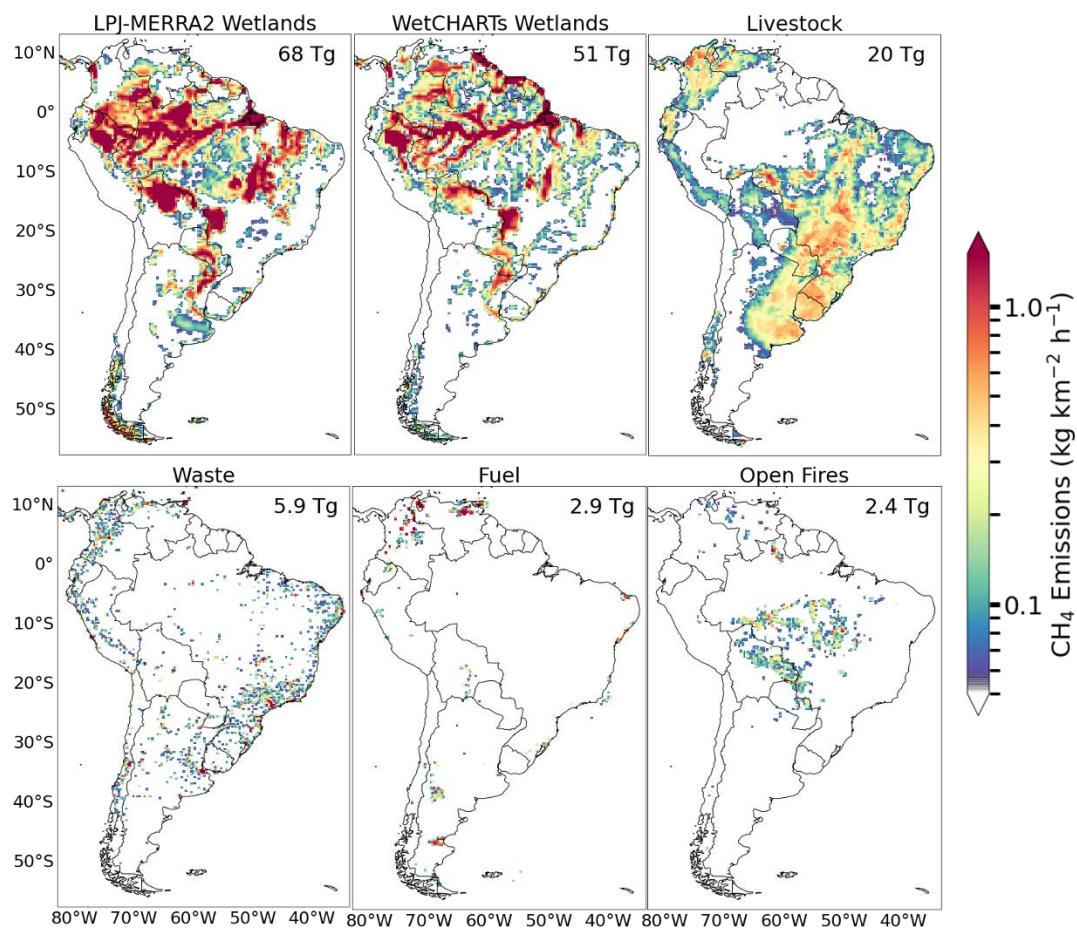 LPJ-MERRA2 Wetlands
WetCHARTs Wetlands
Livestock
10°N
0°
10°S
20°S
30°S
40°S
50°S
68 Tg
51 Tg
20 Tg
Waste
Fuel
Open Fires
10°N
0°
10°S
20°S
30°S
40°S
50°S
5.9 Tg
2.9 Tg
2.4 Tg
80°W 70°W 60°W 50°W 40°W
80°W 70°W 60°W 50°W 40°W
80°W 70°W 60°W 50°W 40°W
1.0
0.1
CH₄ Emissions (kg km⁻² h⁻¹)